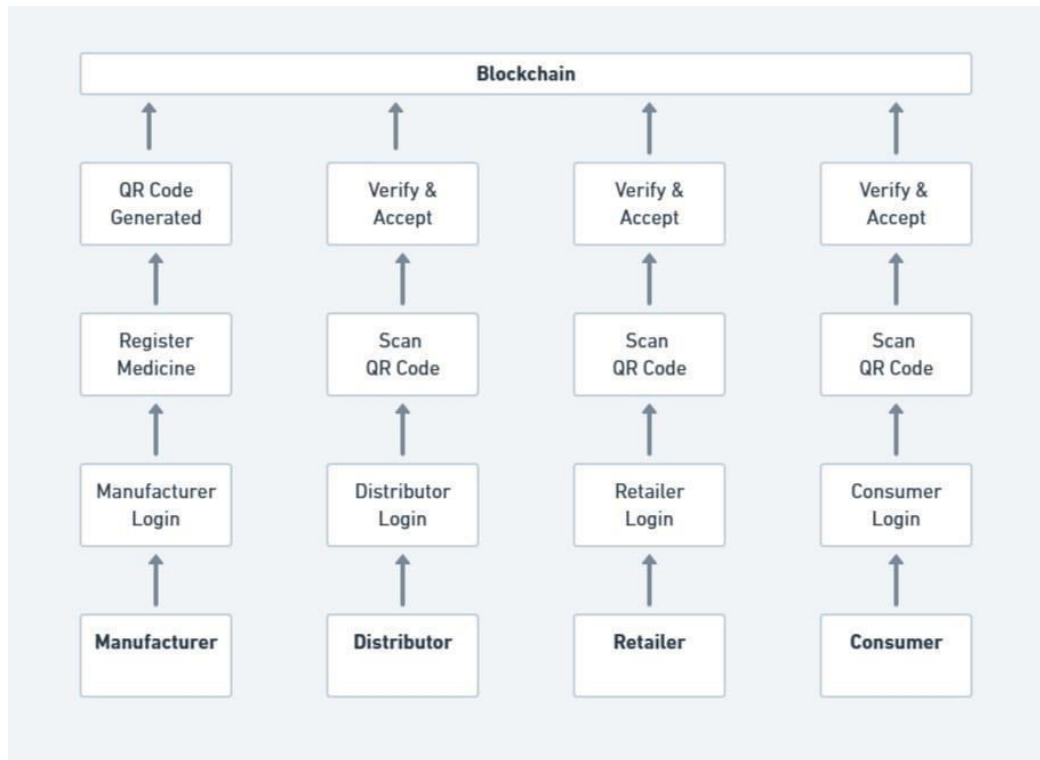 Blockchain
QR Code
Generated
Verify &
Accept
Verify &
Accept
Verify &
Accept
Register
Medicine
Scan
QR Code
Scan
QR Code
Scan
QR Code
Manufacturer
Login
Distributor
Login
Retailer
Login
Consumer
Login
Manufacturer
Distributor
Retailer
Consumer